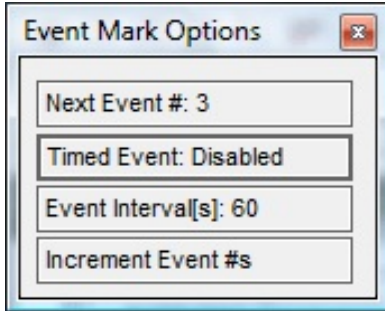 Event Mark Options
Next Event #: 3
Timed Event: Disabled
Event Interval[s]: 60
Increment Event #s